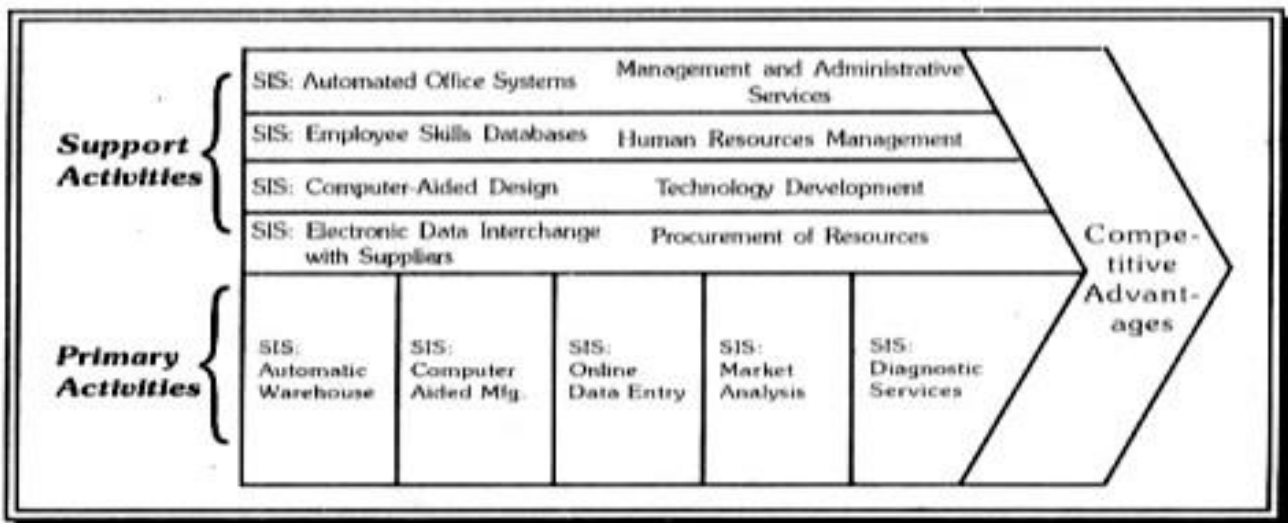 Support
Activities
SIS: Automated Office Systems
Management and Administrative
Services
SIS: Employee Skills Databases
Human Resources Management
SIS: Computer-Aided Design
Technology Development
SIS: Electronic Data Interchange
with Suppliers
Procurement of Resources
Primary
Activities
SIS:
Automatic
Warehouse
SIS:
Computer
Aided Mfg.
SIS:
Online
Data Entry
SIS:
Market
Analysis
SIS:
Diagnostic
Services
Compe-
titive
Advant-
ages